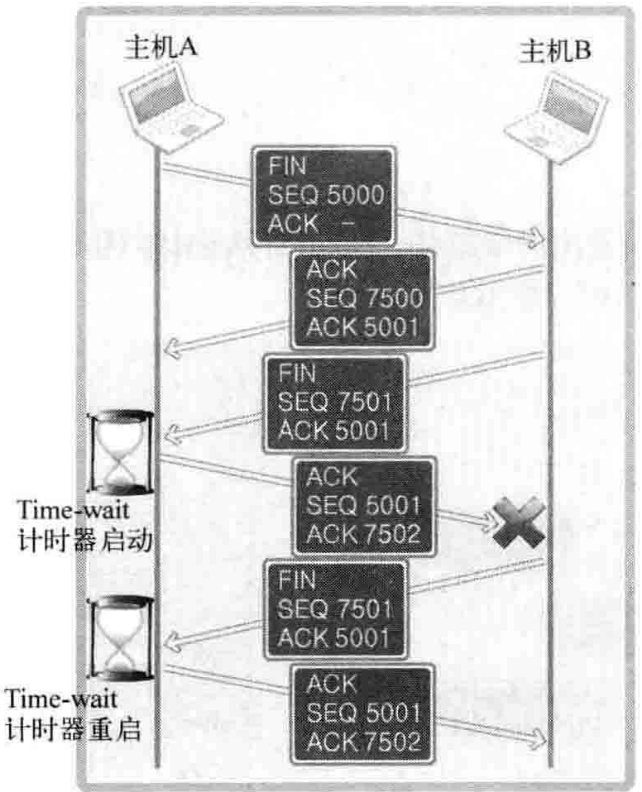 主机A
主机B
FIN
SEQ 5000
ACK –
ACK
SEQ 7500
ACK 5001
FIN
SEQ 7501
ACK 5001
ACK
SEQ 5001
ACK 7502
Time-wait
计时器启动
FIN
SEQ 7501
ACK 5001
ACK
SEQ 5001
ACK 7502
Time-wait
计时器重启